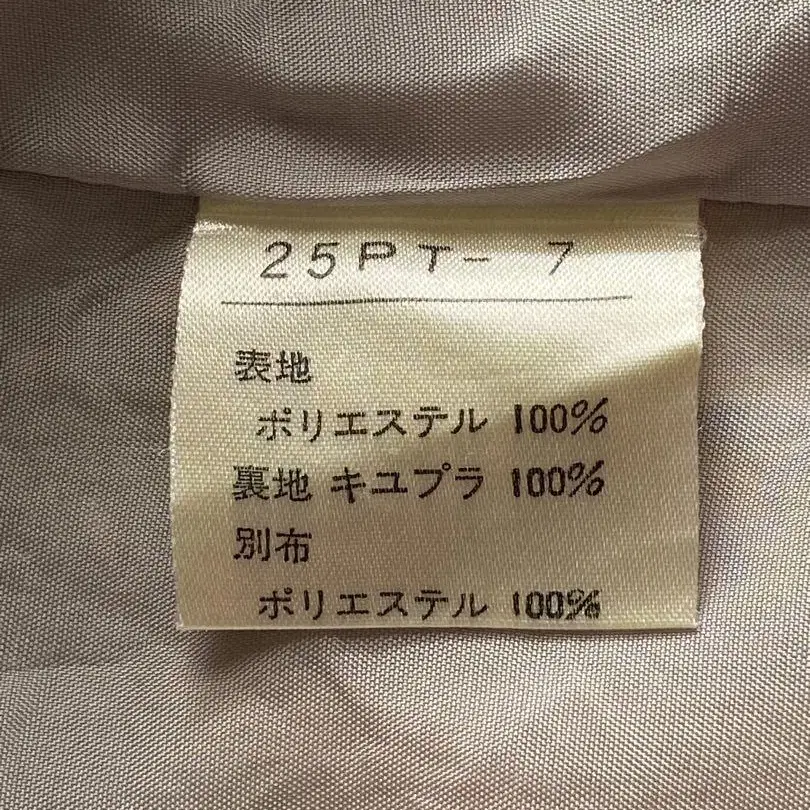 25PT- 7
表地
ポリエステル 100%
裏地 キユプラ 100%
別布
ポリエステル 100%